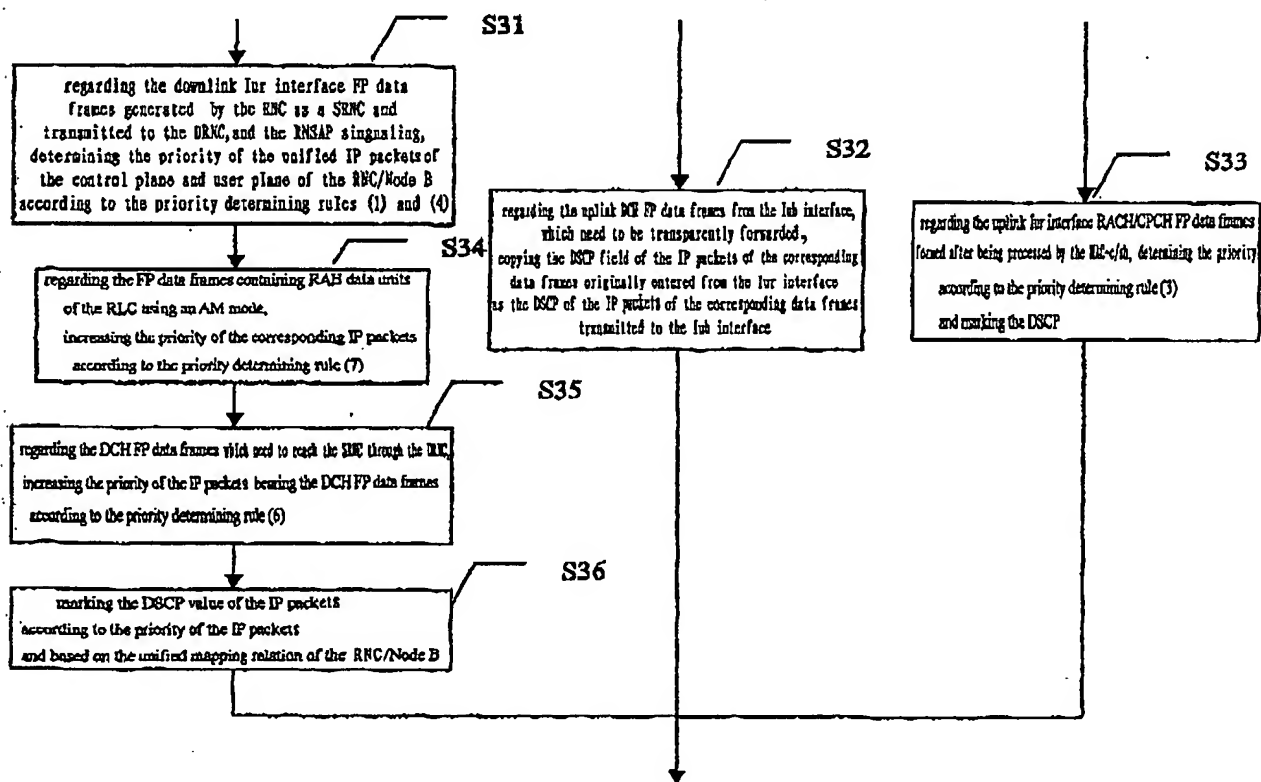 S31
regarding the downlink Iur interface FP data
frames generated by the RNC as a SRNC and
transmitted to the DRNC, and the RNSAP singnaling,
determining the priority of the unified IP packets of
the control plane and user plane of the RNC/Node B
according to the priority determining rules (1) and (4)
S34
regarding the FP data frames containing RAH data units
of the RLC using an AM mode,
increasing the priority of the corresponding IP packets
according to the priority determining rule (7)
S35
regarding the DCH FP data frames which need to reach the SRNC through the
increasing the priority of the IP packets bearing the DCH FP data frames
according to the priority determining rule (6)
S36
marking the DSCP value of the IP packets
according to the priority of the IP packets
and based on the unified mapping relation of the RNC/Node B
S32
regarding the uplink DCH FP data frames from the Iub interface,
which need to be transparently forwarded,
copying the DSCP field of the IP packets of the corresponding
data frames originally entered from the Iur interface
as the DSCP of the IP packets of the corresponding data frames
transmitted to the Iub interface
S33
regarding the uplink Iur interface RACH/CPCH FP data frames
formed after being processed by the determining the priority
according to the priority determining rule (3)
and marking the DSCP